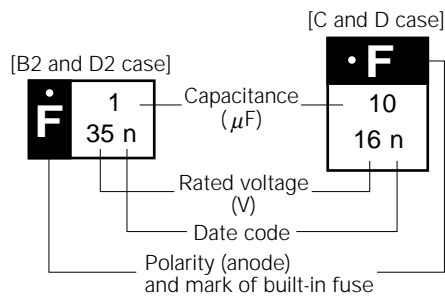 [C and D case]
· F
10
16 n
[B2 and D2 case]
F
1
35 n
Capacitance
(μF)
Rated voltage
(V)
Date code
Polarity (anode)
and mark of built-in fuse